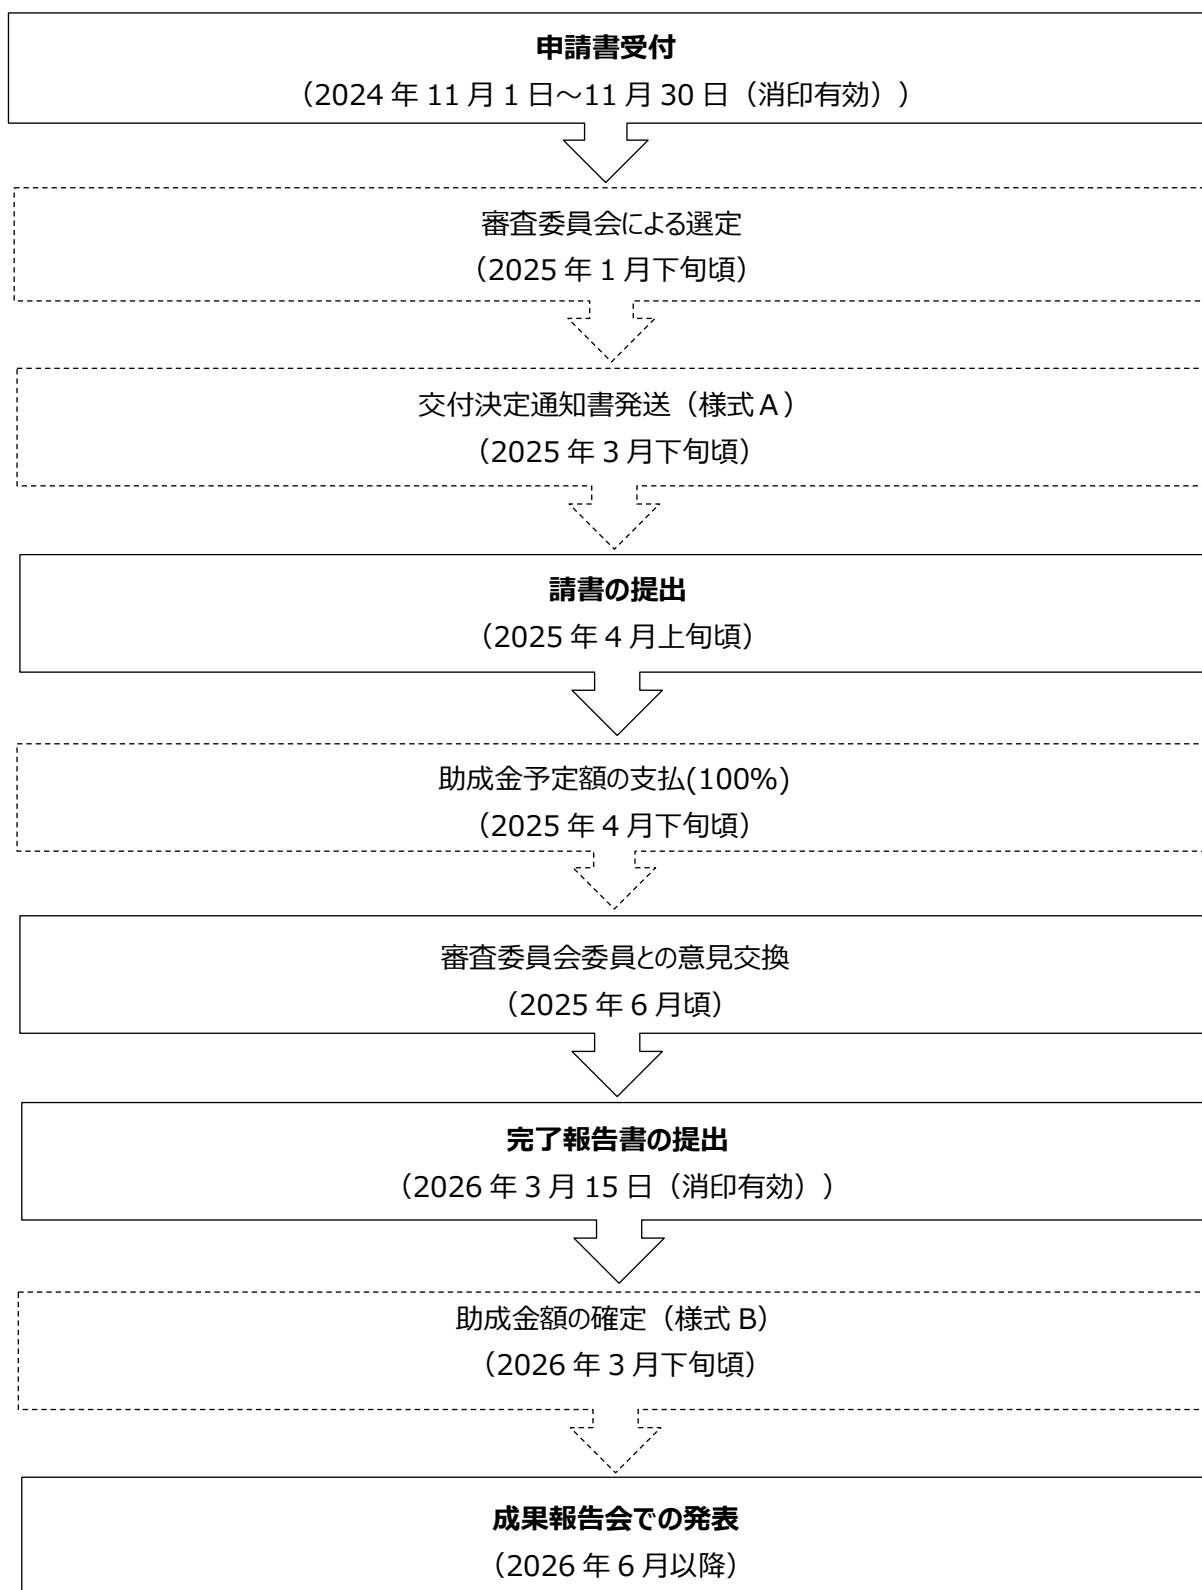 申請書受付
（2024 年 11 月 1 日～11 月 30 日（消印有効））
審査委員会による選定
（2025 年 1 月下旬頃）
交付決定通知書発送（様式 A ）
（2025 年 3 月下旬頃）
請書の提出
（2025 年 4 月上旬頃）
助成金予定額の支払(100%)
（2025 年 4 月下旬頃）
審査委員会委員との意見交換
（2025 年 6 月頃）
完了報告書の提出
（2026 年 3 月 15 日（消印有効））
助成金額の確定（様式 B）
（2026 年 3 月下旬頃）
成果報告会での発表
（2026 年 6 月以降）